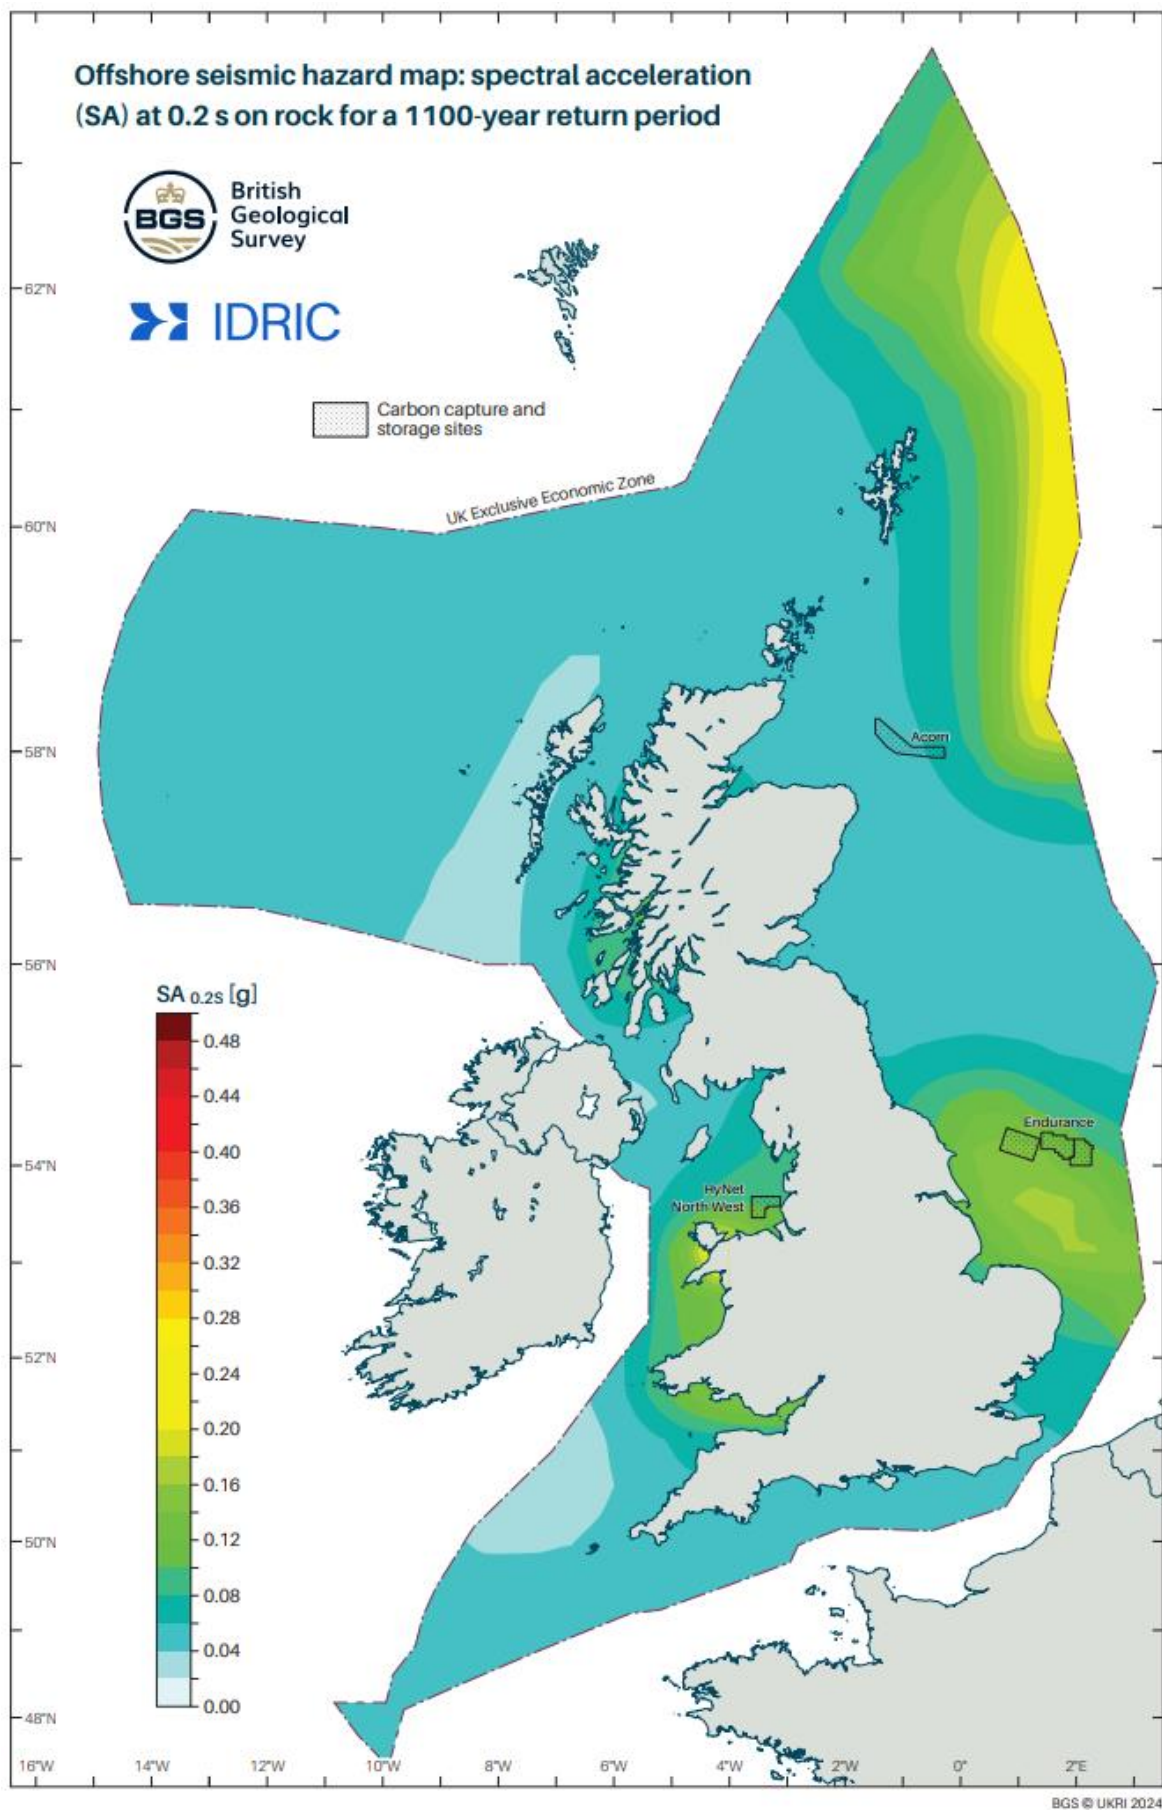 Offshore seismic hazard map: spectral acceleration
(SA) at 0.2 s on rock for a 1100-year return period
BGS
British
Geological
Survey
IDRIC
Carbon capture and
storage sites
UK Exclusive Economic Zone
62°N
60°N
58°N
56°N
54°N
52°N
50°N
48°N
Acorn
Endurance
HyNet
North West
SA 0.2S [g]
0.48
0.44
0.40
0.36
0.32
0.28
0.24
0.20
0.16
0.12
0.08
0.04
0.00
16°W
14°W
12°W
10°W
8°W
6°W
4°W
2°W
0°
2°E
BGS © UKRI 2024